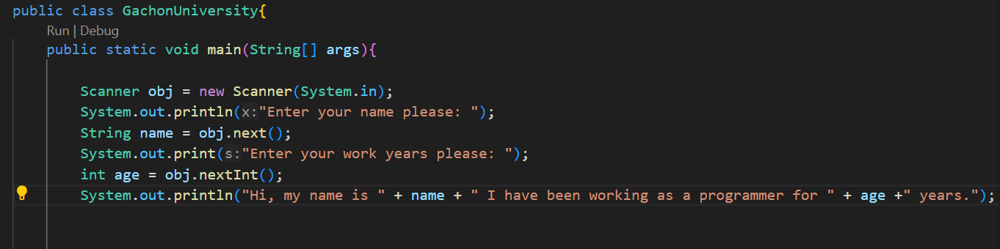 public class GachonUniversity{
Run | Debug
public static void main(String[] args){
Scanner obj = new Scanner(System.in);
System.out.println(x:"Enter your name please: ");
String name = obj.next();
System.out.print(s:"Enter your work years please: ");
int age = obj.nextInt();
System.out.println("Hi, my name is " + name + " I have been working as a programmer for " + age +" years.");